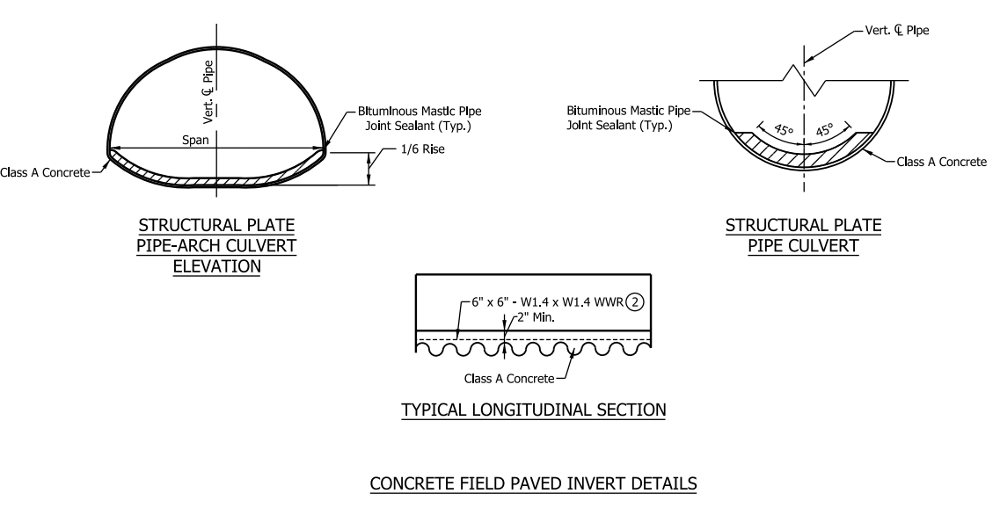 Vert. ℄ Pipe
Span
Bituminous Mastic Pipe
Joint Sealant (Typ.)
1/6 Rise
Class A Concrete
STRUCTURAL PLATE
PIPE-ARCH CULVERT
ELEVATION
Vert. ℄ Pipe
Bituminous Mastic Pipe
Joint Sealant (Typ.)
45° 45°
Class A Concrete
STRUCTURAL PLATE
PIPE CULVERT
6" x 6" - W1.4 x W1.4 WWR 2
2" Min.
Class A Concrete
TYPICAL LONGITUDINAL SECTION
CONCRETE FIELD PAVED INVERT DETAILS